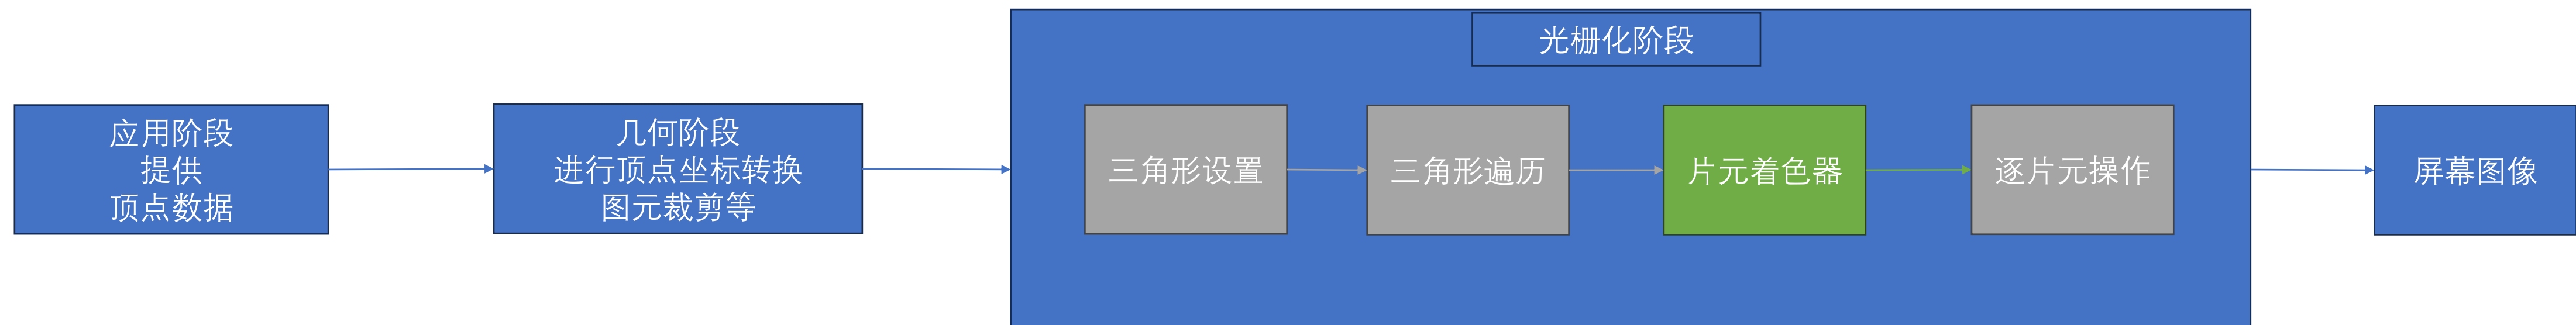 应用阶段
提供
顶点数据
几何阶段
进行顶点坐标转换
图元裁剪等
光栅化阶段
三角形设置
三角形遍历
片元着色器
逐片元操作
屏幕图像